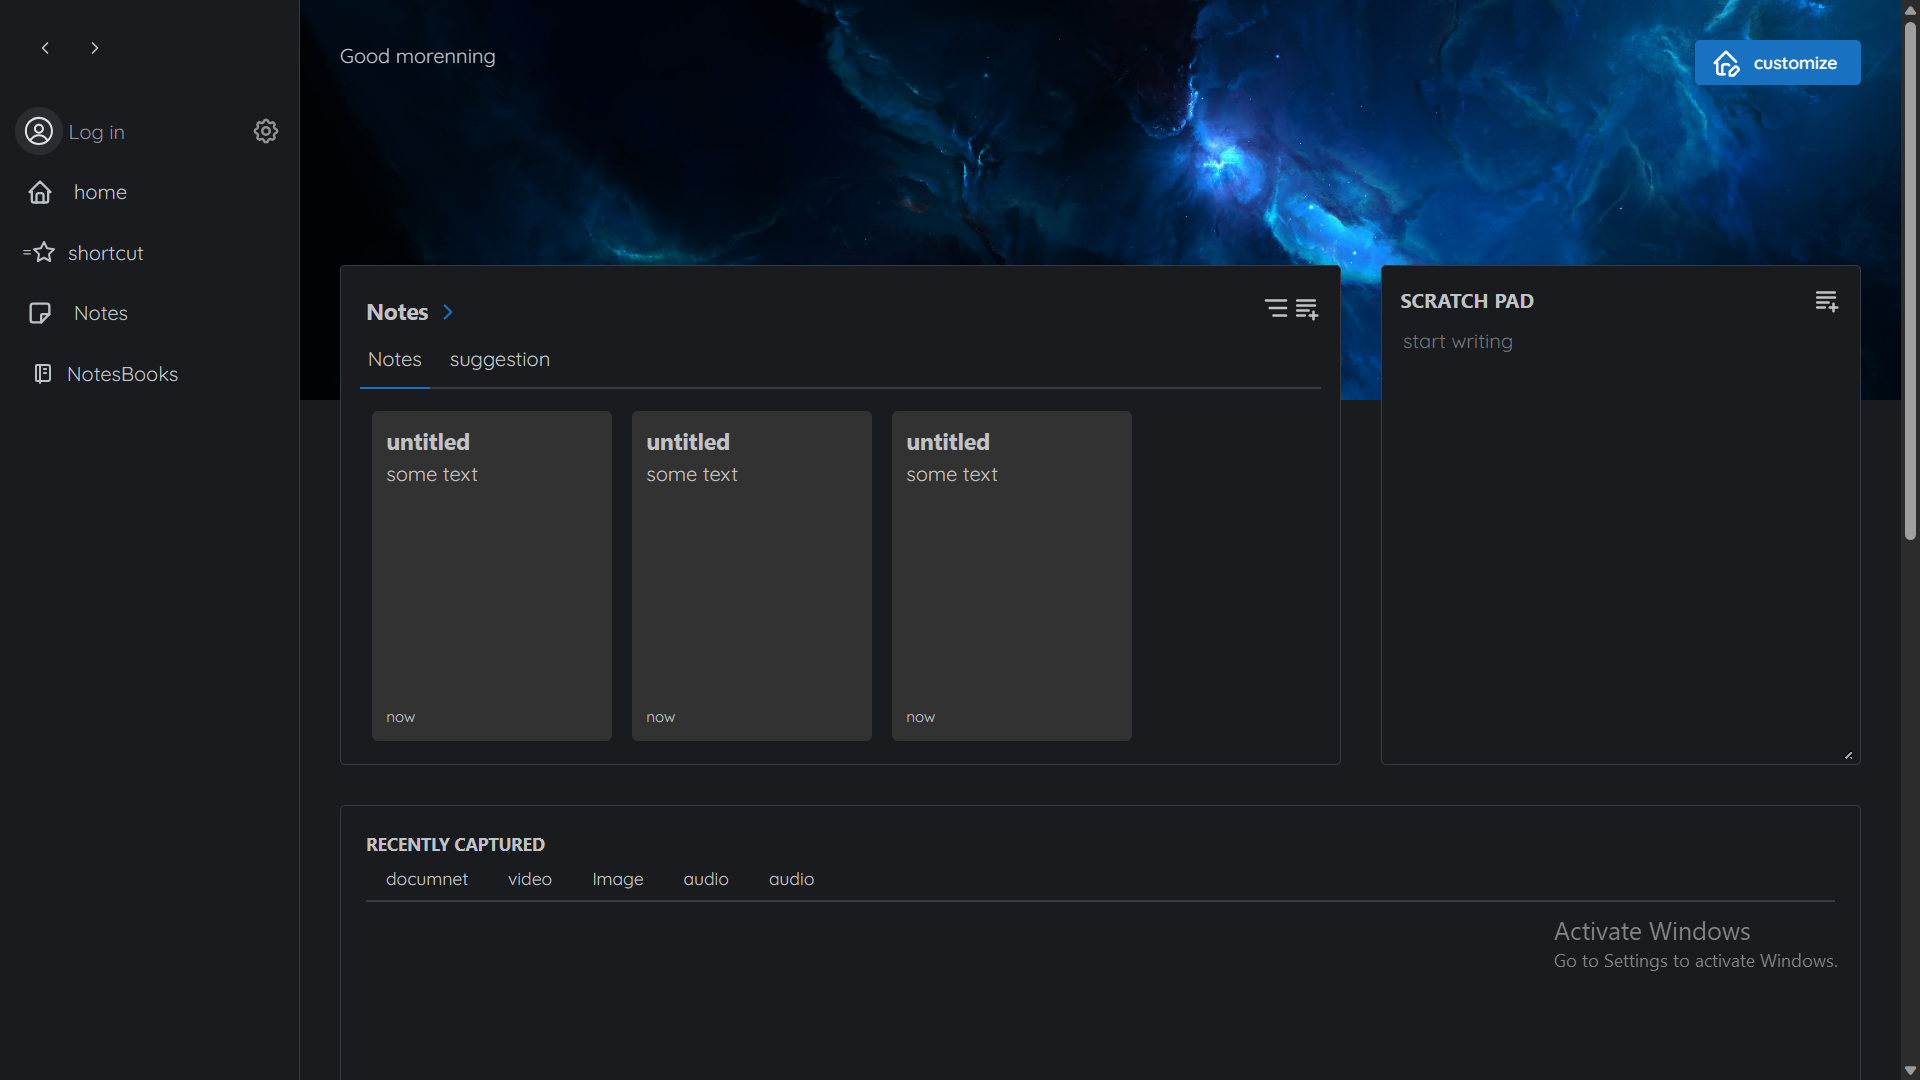 Good morenning
customize
Log in
home
shortcut
Notes
NotesBooks
Notes
Notes suggestion
untitled
some text
now
untitled
some text
now
untitled
some text
now
SCRATCH PAD
start writing
RECENTLY CAPTURED
documnet video Image audio audio
Activate Windows
Go to Settings to activate Windows.